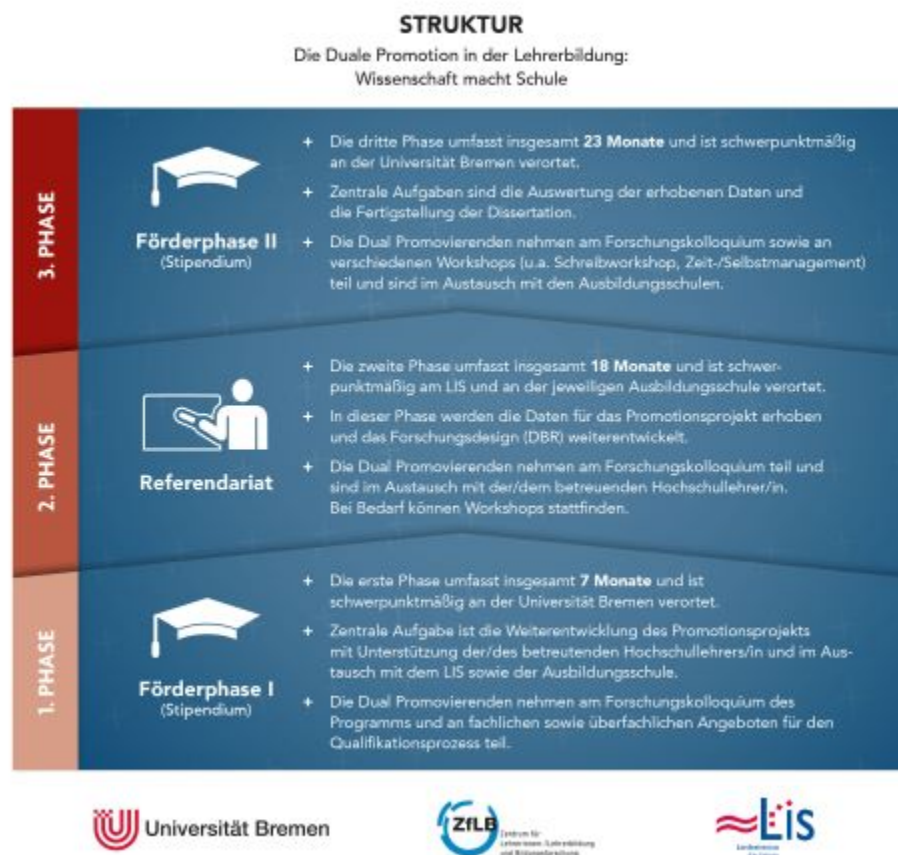 STRUKTUR
Die Duale Promotion in der Lehrerbildung:
Wissenschaft macht Schule
3. PHASE
Förderphase II
(Stipendium)
+ Die dritte Phase umfasst insgesamt 23 Monate und ist schwerpunktmäßig
an der Universität Bremen verortet.
+ Zentrale Aufgaben sind die Auswertung der erhobenen Daten und
die Fertigstellung der Dissertation.
+ Die Dual Promovierenden nehmen am Forschungskolloquium sowie an
verschiedenen Workshops (u.a. Schreibworkshop, Zeit-/Selbstmanagement)
teil und sind im Austausch mit den Ausbildungsschulen.
2. PHASE
Referendariat
+ Die zweite Phase umfasst insgesamt 18 Monate und ist schwer-
punktmäßig am LIS und an der jeweiligen Ausbildungsschule verortet.
+ In dieser Phase werden die Daten für das Promotionsprojekt erhoben
und das Forschungsdesign (DBR) weiterentwickelt.
+ Die Dual Promovierenden nehmen am Forschungskolloquium teil und
sind im Austausch mit der/dem betreuenden Hochschullehrer/in.
Bei Bedarf können Workshops stattfinden.
1. PHASE
Förderphase I
(Stipendium)
+ Die erste Phase umfasst insgesamt 7 Monate und ist
schwerpunktmäßig an der Universität Bremen verortet.
+ Zentrale Aufgabe ist die Weiterentwicklung des Promotionsprojekts
mit Unterstützung der/des betreutenden Hochschullehrers/in und im Aus-
tausch mit dem LIS sowie der Ausbildungsschule.
+ Die Dual Promovierenden nehmen am Forschungskolloquium des
Programms und an fachlichen sowie überfachlichen Angeboten für den
Qualifikationsprozess teil.
Universität Bremen
ZfLB
Zentrum für
Lehrerinnen-/Lehrerbildung
und Bildungsforschung
LiS